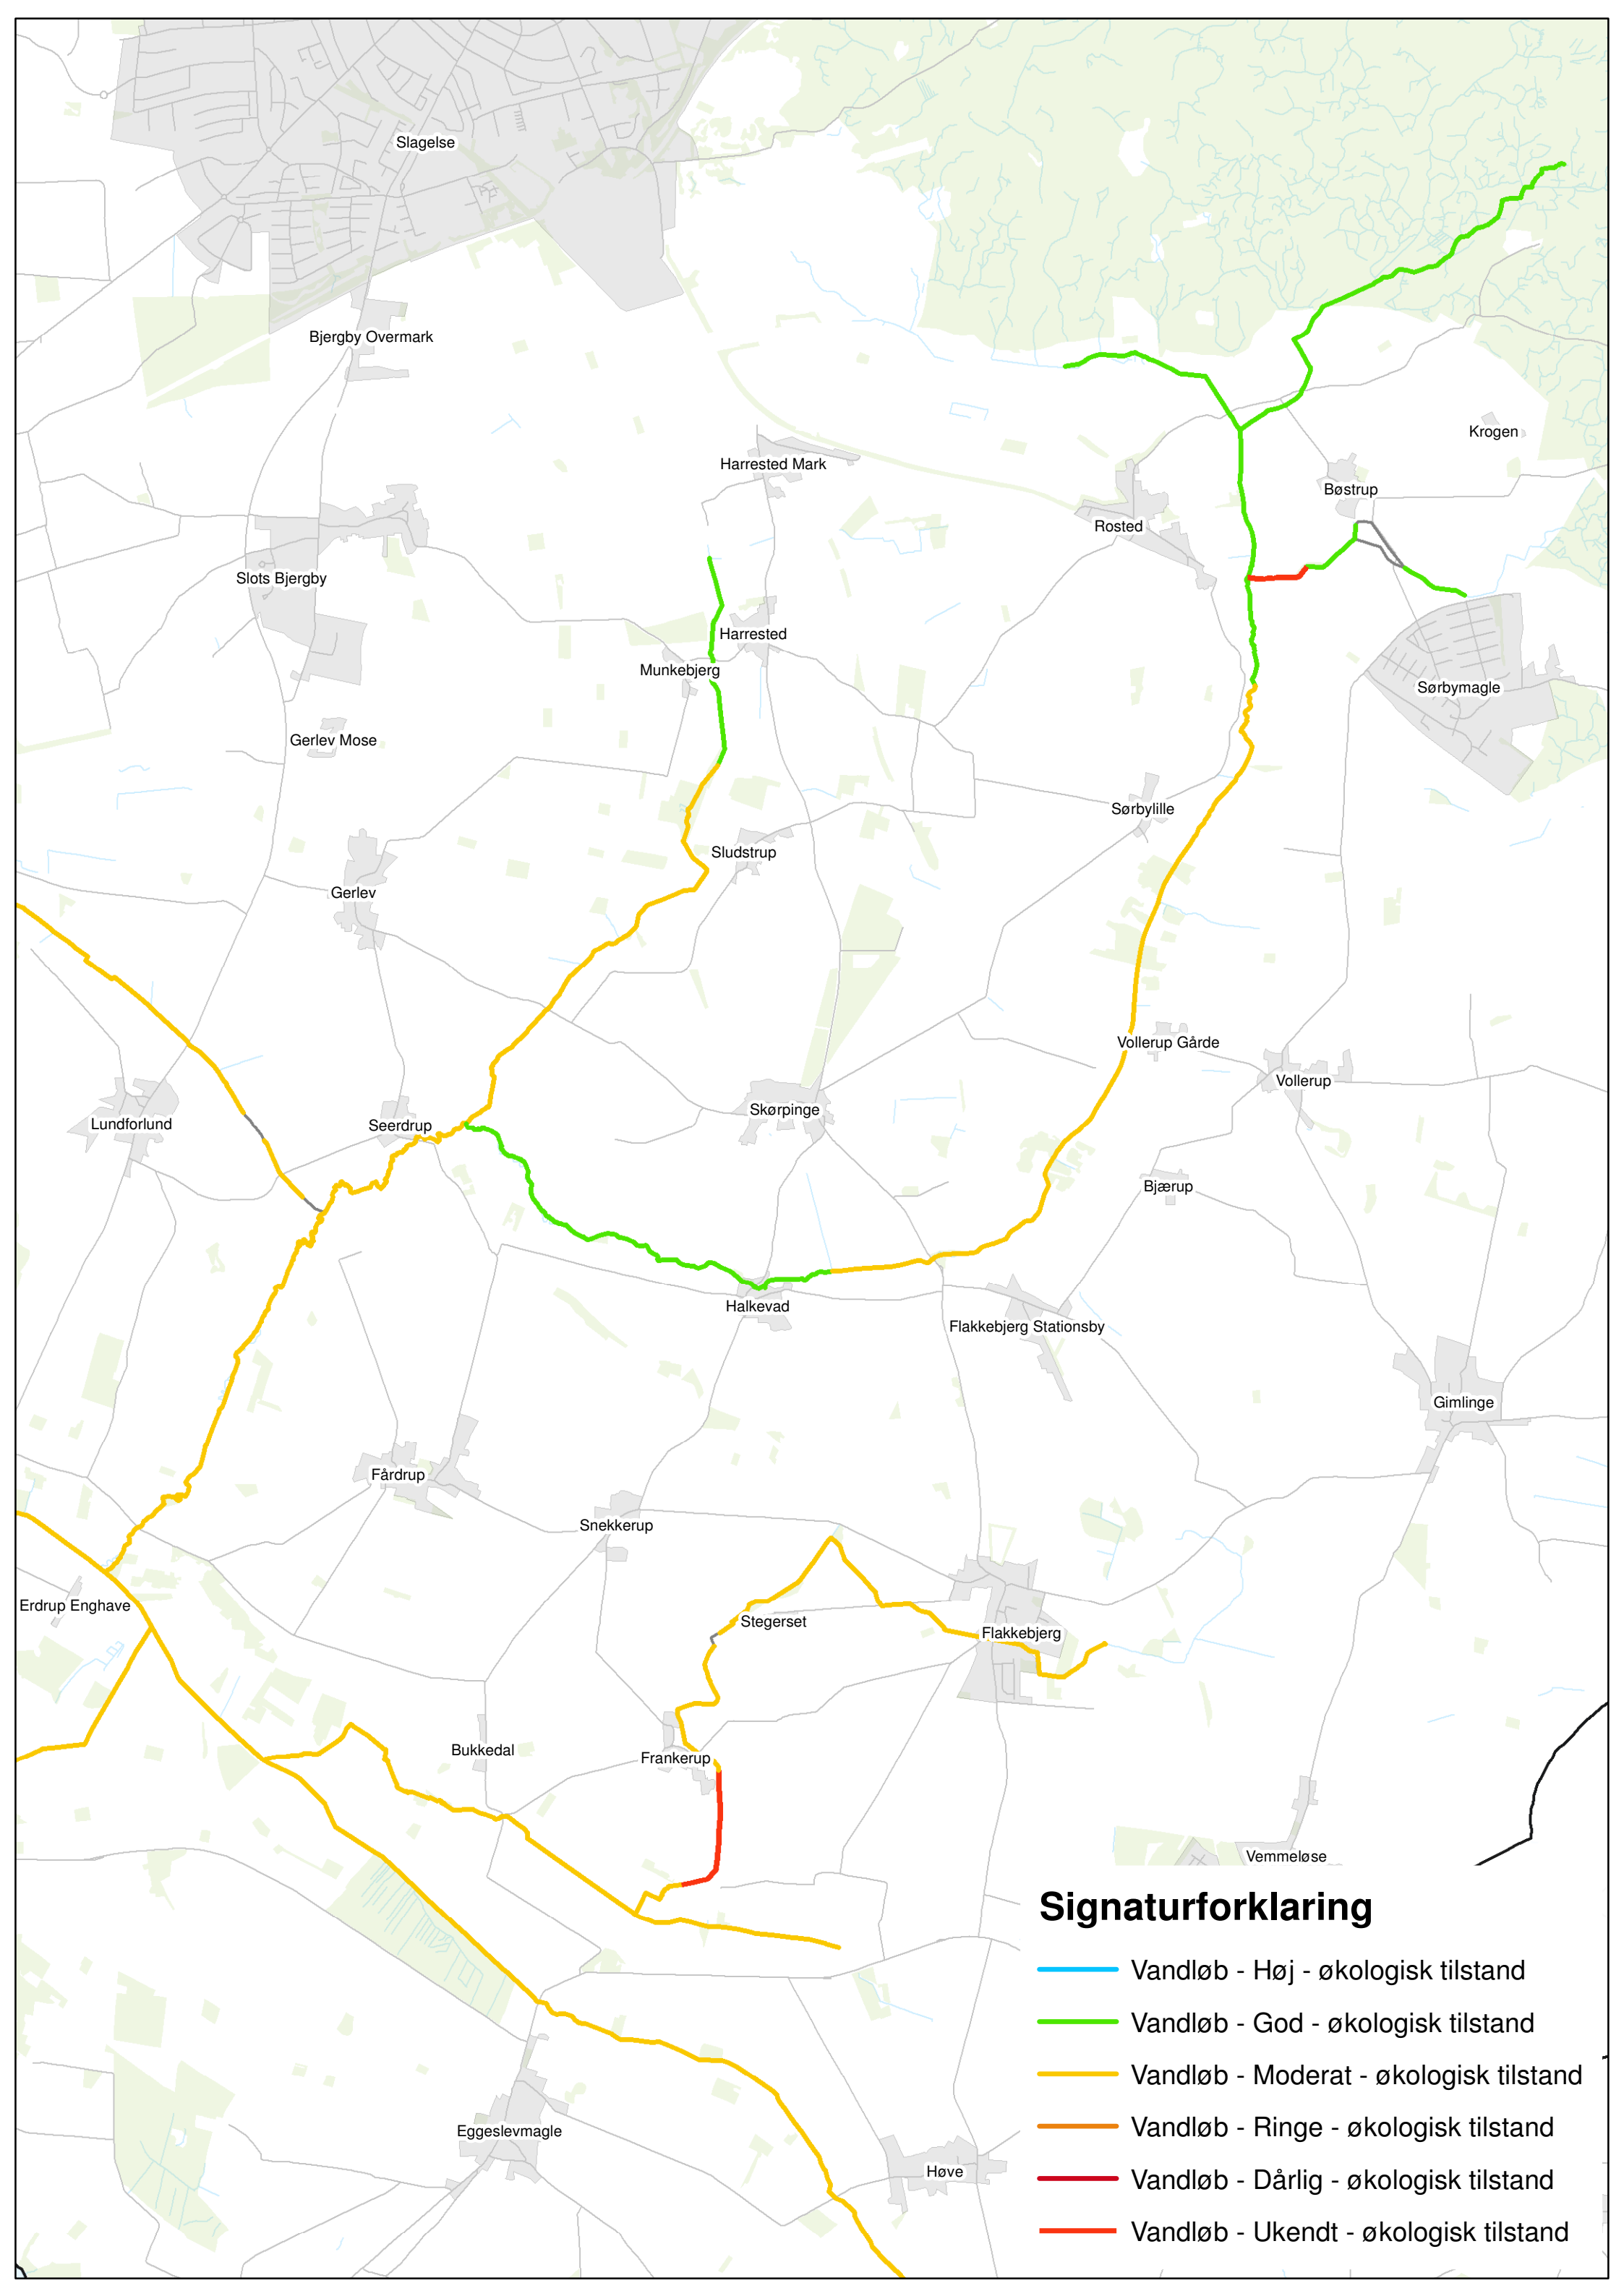 Slagelse
Bjergby Overmark
Krogen
Harrested Mark
Bøstrup
Rosted
Slots Bjergby
Harrested
Munkebjerg
Sørbymagle
Gerlev Mose
Sørbylille
Sludstrup
Gerlev
Vollerup Gårde
Vollerup
Skørpinge
Lundforlund
Seerdrup
Bjærup
Halkevad
Flakkebjerg Stationsby
Gimlinge
Fårdrup
Snekkerup
Erdrup Enghave
Stegerset
Flakkebjerg
Bukkedal
Frankerup
Vemmeløse
Signaturforklaring
Vandløb - Høj - økologisk tilstand
Vandløb - God - økologisk tilstand
Vandløb - Moderat - økologisk tilstand
Vandløb - Ringe - økologisk tilstand
Vandløb - Dårlig - økologisk tilstand
Vandløb - Ukendt - økologisk tilstand
Eggeslevmagle
Høve